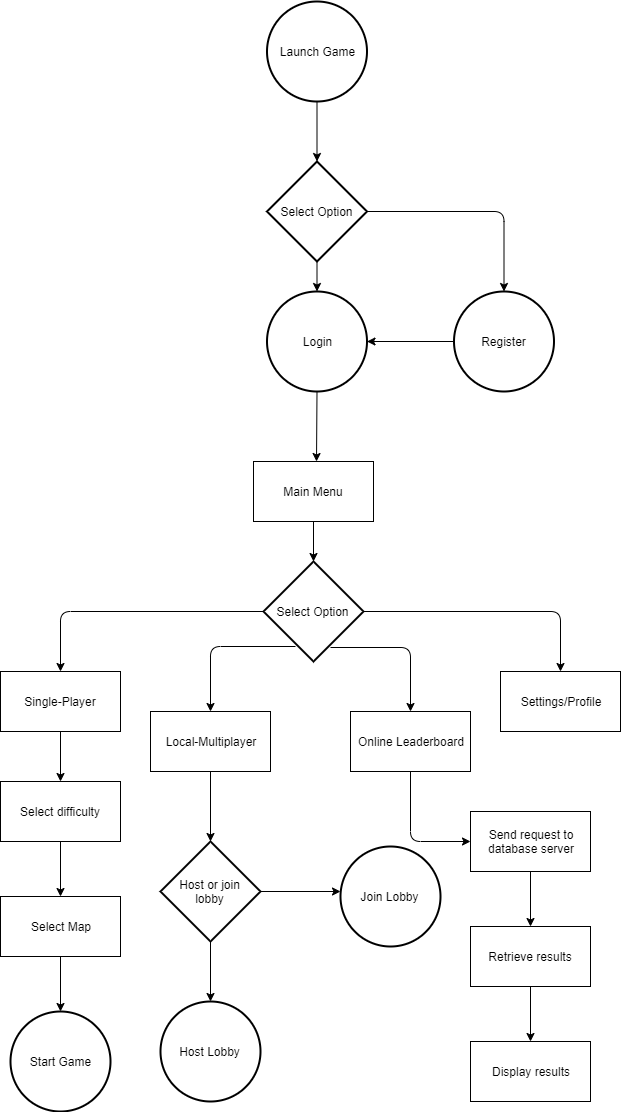 Launch Game
Select Option
Login
Register
Main Menu
Select Option
Single-Player
Settings/Profile
Local-Multiplayer
Online Leaderboard
Select difficulty
Send request to
database server
Host or join
lobby
Join Lobby
Select Map
Retrieve results
Start Game
Host Lobby
Display results